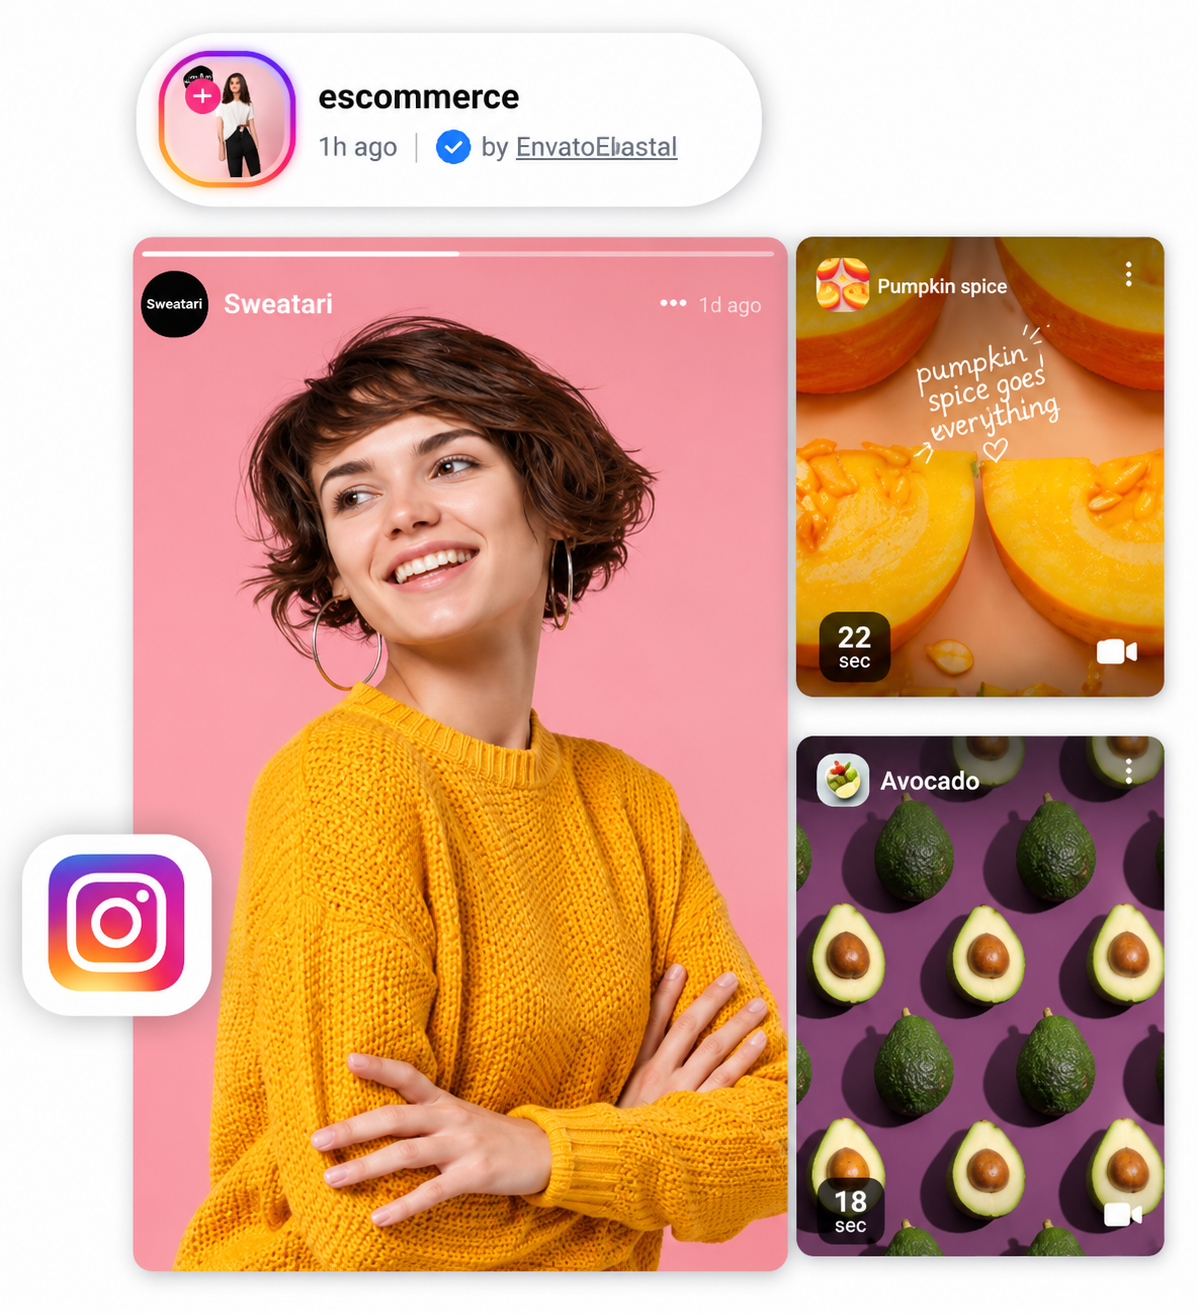 escommerce
1h ago
by EnvatoElastal
Sweatari
Sweatari
1d ago
Pumpkin spice
pumpkin
spice goes
everything
22
sec
Avocado
18
sec